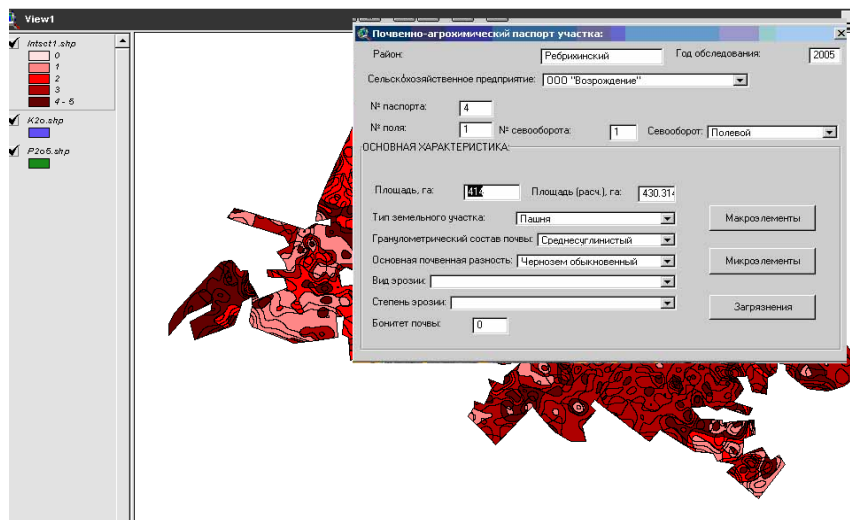 View1
Intsct1.shp
0
1
2
3
4 - 5
K2o.shp
P2o5.shp
Почвенно-агрохимический паспорт участка:
Район: Ребрихинский Год обследования: 2005
Сельскохозяйственное предприятие: ООО "Возрождение"
№ паспорта: 4
№ поля: 1 № севооборота: 1 Севооборот: Полевой
ОСНОВНАЯ ХАРАКТЕРИСТИКА:
Площадь, га: 414 Площадь (расч.), га: 430.314
Тип земельного участка: Пашня Макроэлементы
Гранулометрический состав почвы: Среднесуглинистый
Основная почвенная разность: Чернозем обыкновенный Микроэлементы
Вид эрозии:
Степень эрозии: Загрязнения
Бонитет почвы: 0